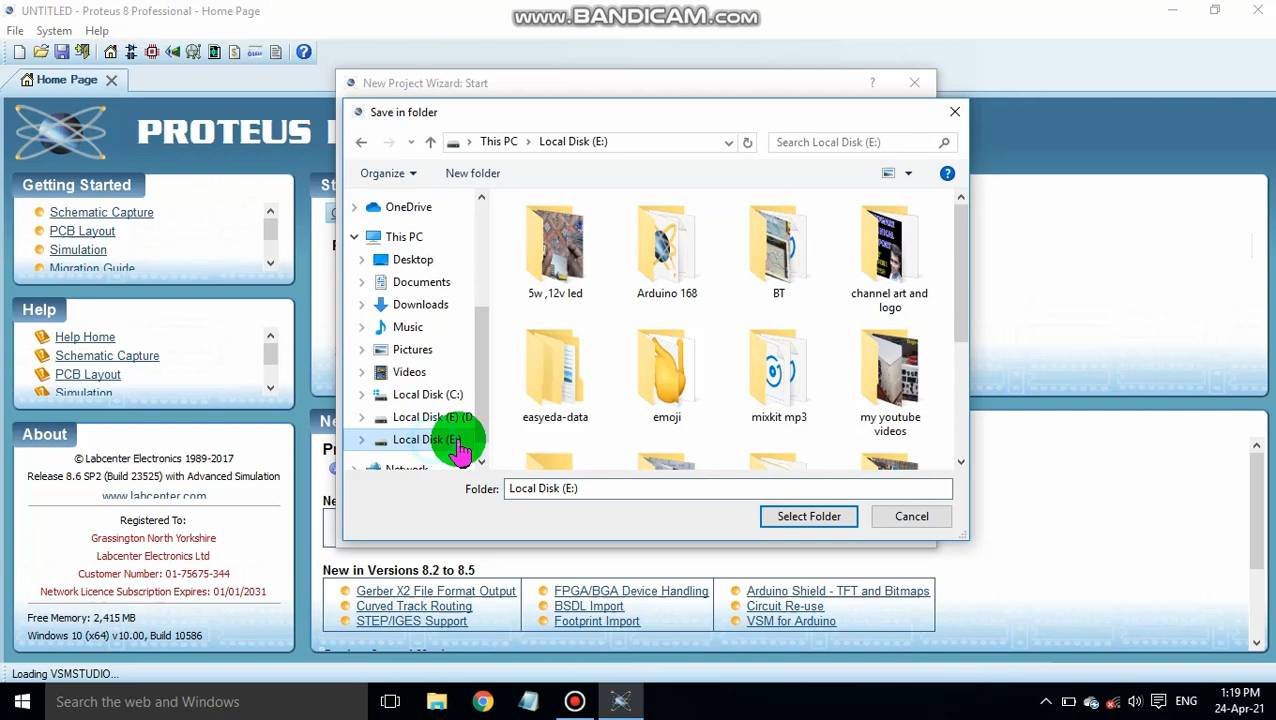 UNTITLED - Proteus 8 Professional - Home Page
www.BANDICAM.com
File System Help
Home Page
New Project Wizard: Start
Save in folder
This PC Local Disk (E:)
Search Local Disk (E:)
Organize
New folder
PROTEUS
Getting Started
Schematic Capture
PCB Layout
Simulation
Migration Guide
Help
Help Home
Schematic Capture
PCB Layout
Simulation
About
© Labcenter Electronics 1989-2017
Release 8.6 SP2 (Build 23525) with Advanced Simulation
www.labcenter.com
Registered To:
Grassington North Yorkshire
Labcenter Electronics Ltd
Customer Number: 01-75675-344
Network Licence Subscription Expires: 01/01/2031
Free Memory: 2,415 MB
Windows 10 (x64) v10.00, Build 10586
OneDrive
This PC
Desktop
Documents
Downloads
Music
Pictures
Videos
Local Disk (C:)
Local Disk (E) (D
Local Disk (E:)
Network
5w ,12v led
Arduino 168
BT
channel art and
logo
easyeda-data
emoji
mixkit mp3
my youtube
videos
Folder:
Local Disk (E:)
Select Folder
Cancel
New in Versions 8.2 to 8.5
Gerber X2 File Format Output
FPGA/BGA Device Handling
Arduino Shield - TFT and Bitmaps
Curved Track Routing
BSDL Import
Circuit Re-use
STEP/IGES Support
Footprint Import
VSM for Arduino
Loading VSMSTUDIO...
Search the web and Windows
ENG
1:19 PM
24-Apr-21